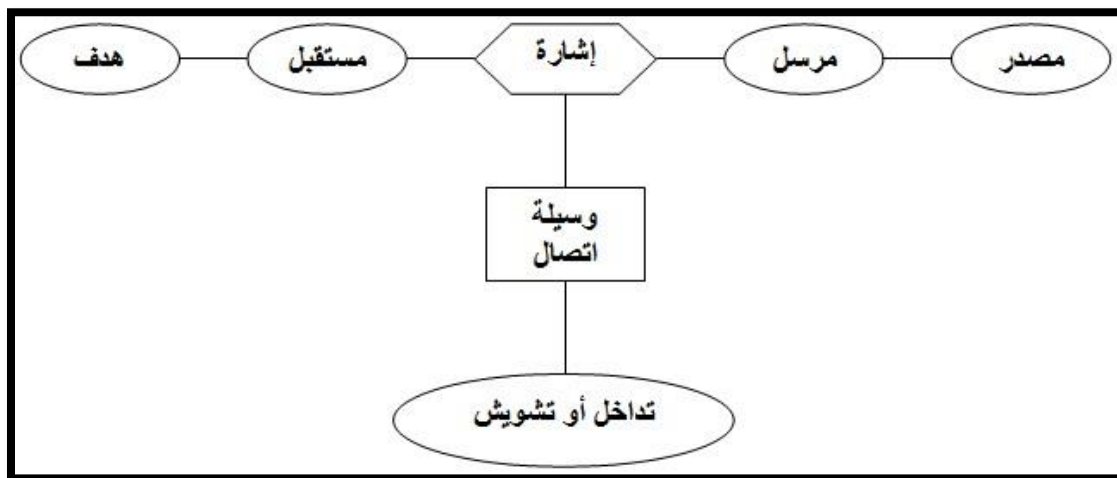 مصدر
مرسل
إشارة
مستقبل
هدف
وسيلة
اتصال
تداخل أو تشويش